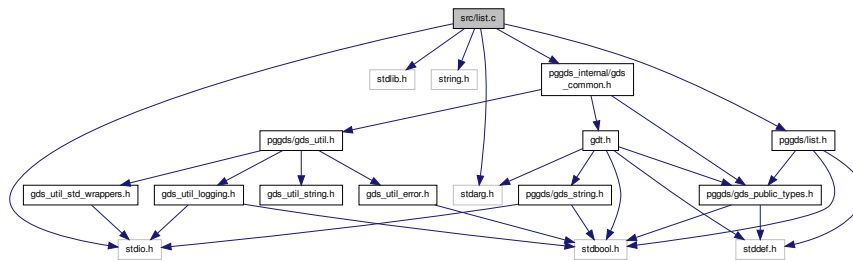 src/list.c
stdlib.h
string.h
pggds_internal/gds
_common.h
pggds/gds_util.h
gdt.h
pggds/list.h
gds_util_std_wrappers.h
gds_util_logging.h
gds_util_string.h
gds_util_error.h
stdarg.h
pggds/gds_string.h
pggds/gds_public_types.h
stdio.h
stdbool.h
stddef.h